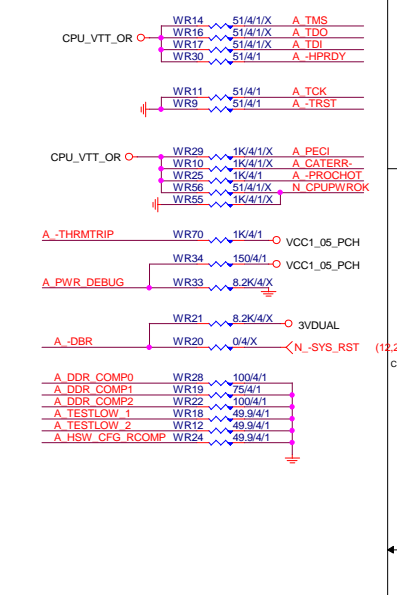 WR14 51/4/1/X A_TMS
CPU_VTT_OR WR16 51/4/1/X A_TDO
WR17 51/4/1/X A_TDI
WR30 51/4/1 A_-HPRDY
WR11 51/4/1 A_TCK
WR9 51/4/1 A_-TRST
CPU_VTT_OR WR29 1K/4/1/X A_PECI
WR10 1K/4/1/X A_CATERR-
WR25 1K/4/1 A_-PROCHOT
WR56 51/4/1/X N_CPUPWROK
WR55 1K/4/1/X
A_-THRMTRIP WR70 1K/4/1 VCC1_05_PCH
WR34 150/4/1 VCC1_05_PCH
A_PWR_DEBUG WR33 8.2K/4/X
WR21 8.2K/4/X 3VDUAL
A_-DBR WR20 0/4/X N_-SYS_RST (12,2
C
A_DDR_COMP0 WR28 100/4/1
A_DDR_COMP1 WR19 75/4/1
A_DDR_COMP2 WR22 100/4/1
A_TESTLOW_1 WR18 49.9/4/1
A_TESTLOW_2 WR12 49.9/4/1
A_HSW_CFG_RCOMP WR24 49.9/4/1